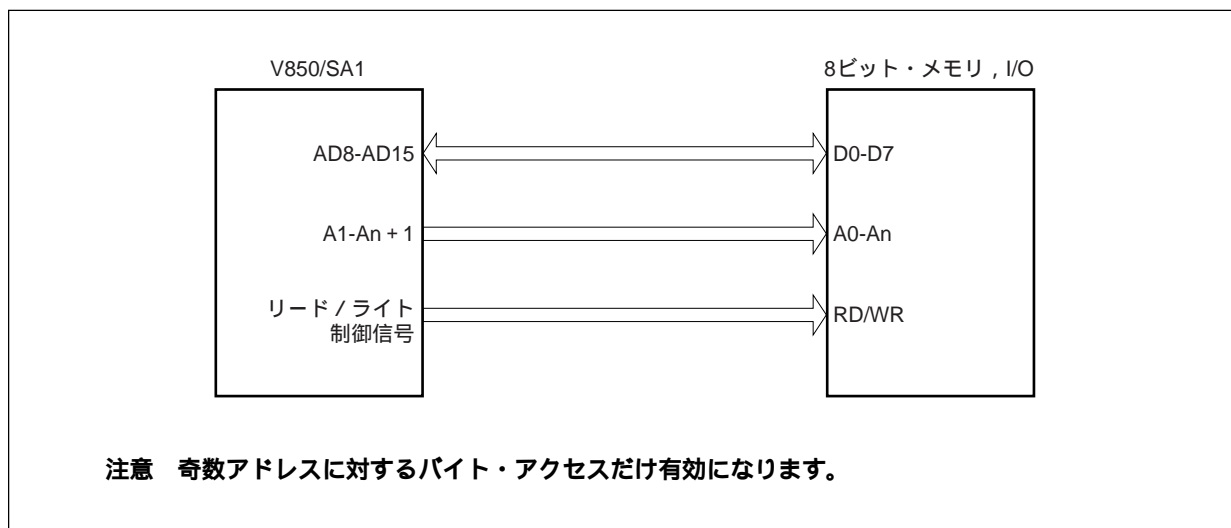 V850/SA1
8ビット・メモリ，I/O
AD8-AD15
D0-D7
A1-An + 1
A0-An
リード / ライト
制御信号
RD/WR
注意　奇数アドレスに対するバイト・アクセスだけ有効になります。